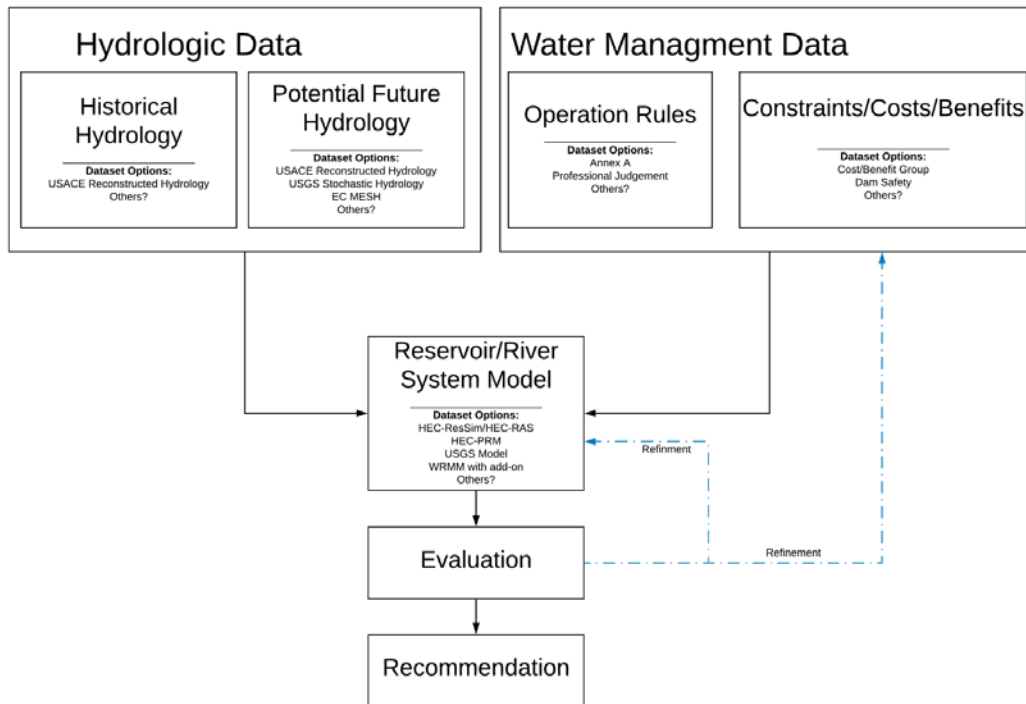 Hydrologic Data
Historical
Hydrology
Dataset Options:
USACE Reconstructed Hydrology
Others?
Potential Future
Hydrology
Dataset Options:
USACE Reconstructed Hydrology
USGS Stochastic Hydrology
EC MESH
Others?
Water Managment Data
Operation Rules
Dataset Options:
Annex A
Professional Judgement
Others?
Constraints/Costs/Benefits
Dataset Options:
Cost/Benefit Group
Dam Safety
Others?
Reservoir/River
System Model
Dataset Options:
HEC-ResSim/HEC-RAS
HEC-PRM
USGS Model
WRMM with add-on
Others?
Refinment
Evaluation
Refinement
Recommendation